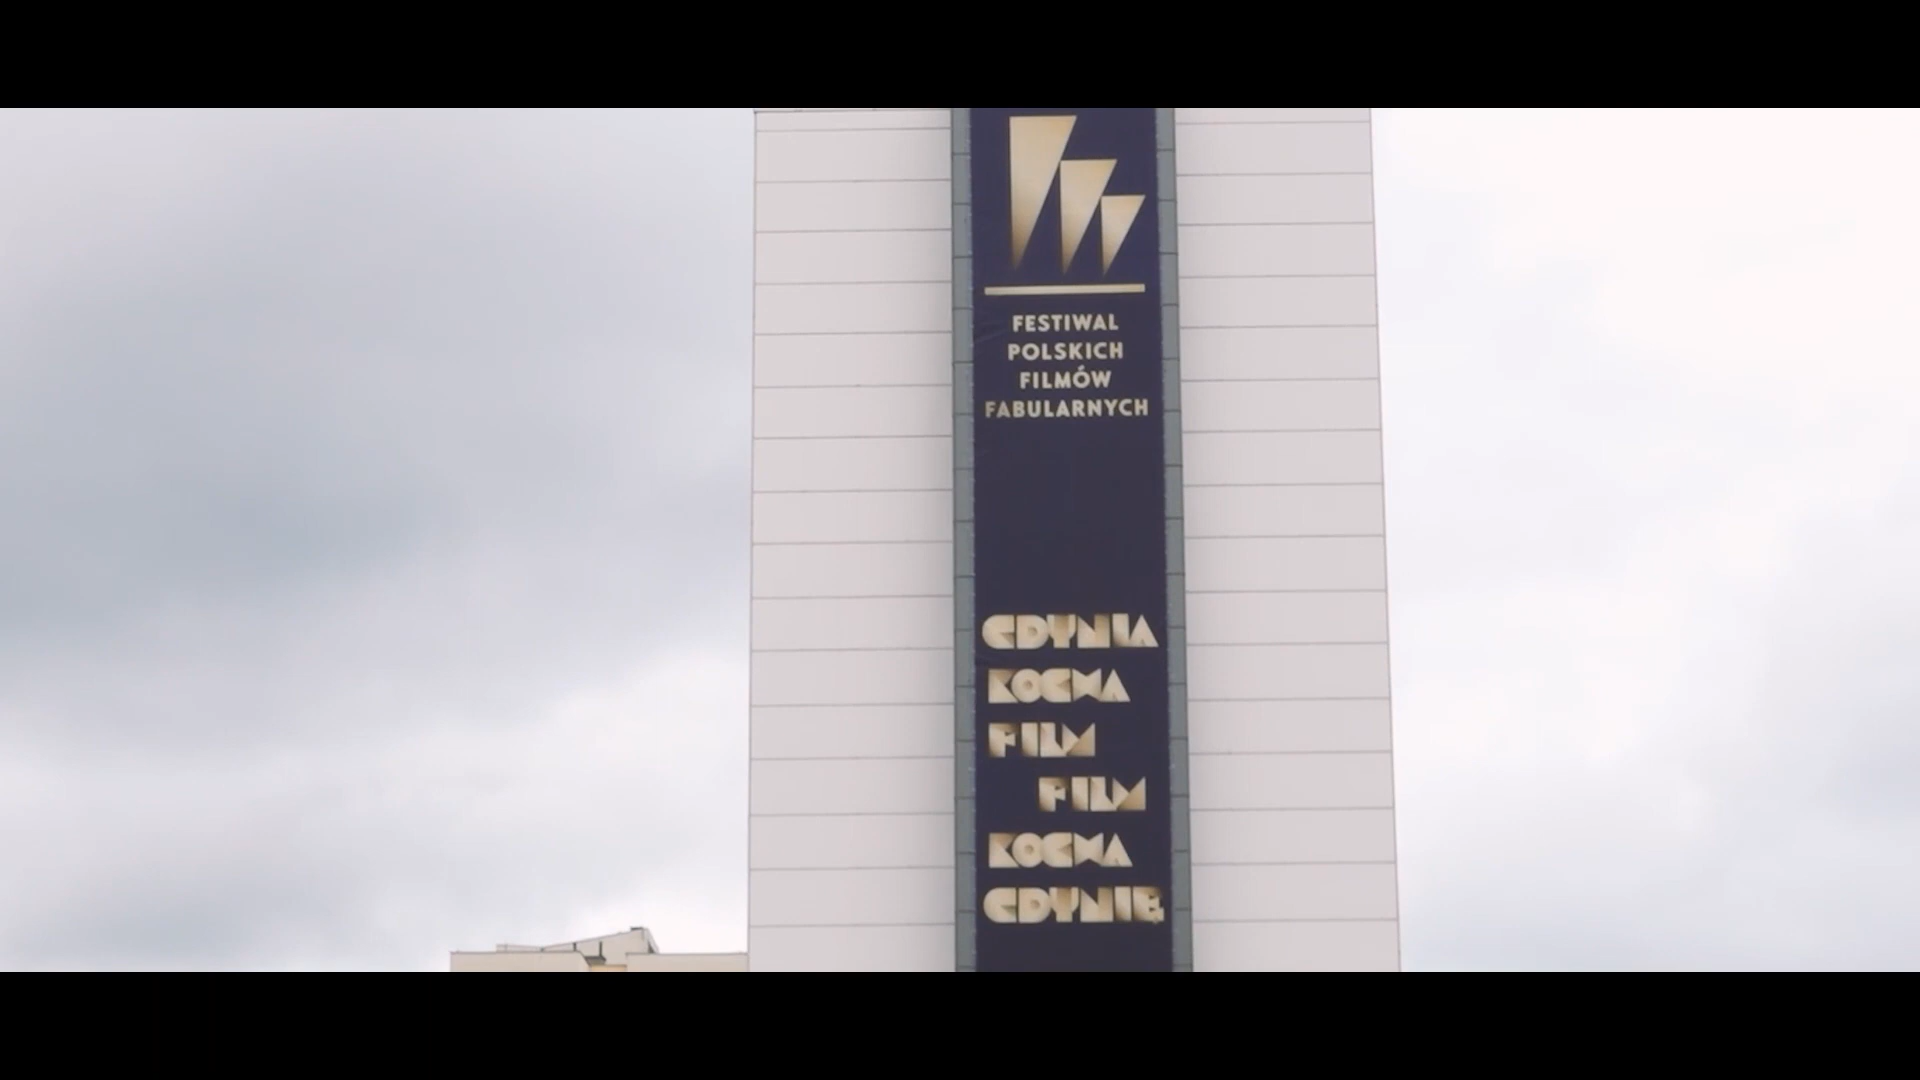 FESTIWAL
POLSKICH
FILMÓW
FABULARNYCH
GDYNIA
KOCHA
FILM
FILM
KOCHA
GDYNIĘ